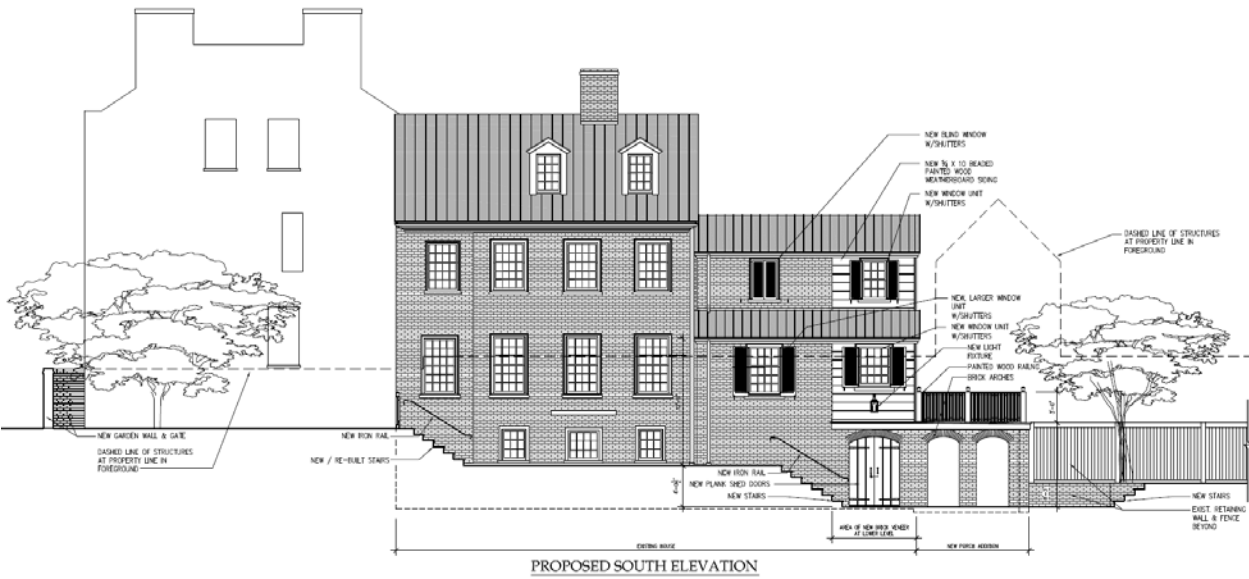 NEW BLIND WINDOW
W/SHUTTERS
NEW ¾ X 10 BEADED
PAINTED WOOD
WEATHERBOARD SIDING
NEW WINDOW UNIT
W/SHUTTERS
DASHED LINE OF STRUCTURES
AT PROPERTY LINE IN
FOREGROUND
NEW, LARGER WINDOW
UNIT
W/SHUTTERS
NEW WINDOW UNIT
W/SHUTTERS
NEW LIGHT
FIXTURE
PAINTED WOOD RAILNG
BRICK ARCHES
NEW GARDEN WALL & GATE
DASHED LINE OF STRUCTURES
AT PROPERTY LINE IN
FOREGROUND
NEW IRON RAIL
NEW / RE-BUILT STAIRS
NEW IRON RAIL
NEW PLANK SHED DOORS
NEW STAIRS
NEW STAIRS
EXIST. RETAINING
WALL & FENCE
BEYOND
AREA OF NEW BRICK VENEER
AT LOWER LEVEL
EXISTING HOUSE
NEW PORCH ADDITION
PROPOSED SOUTH ELEVATION